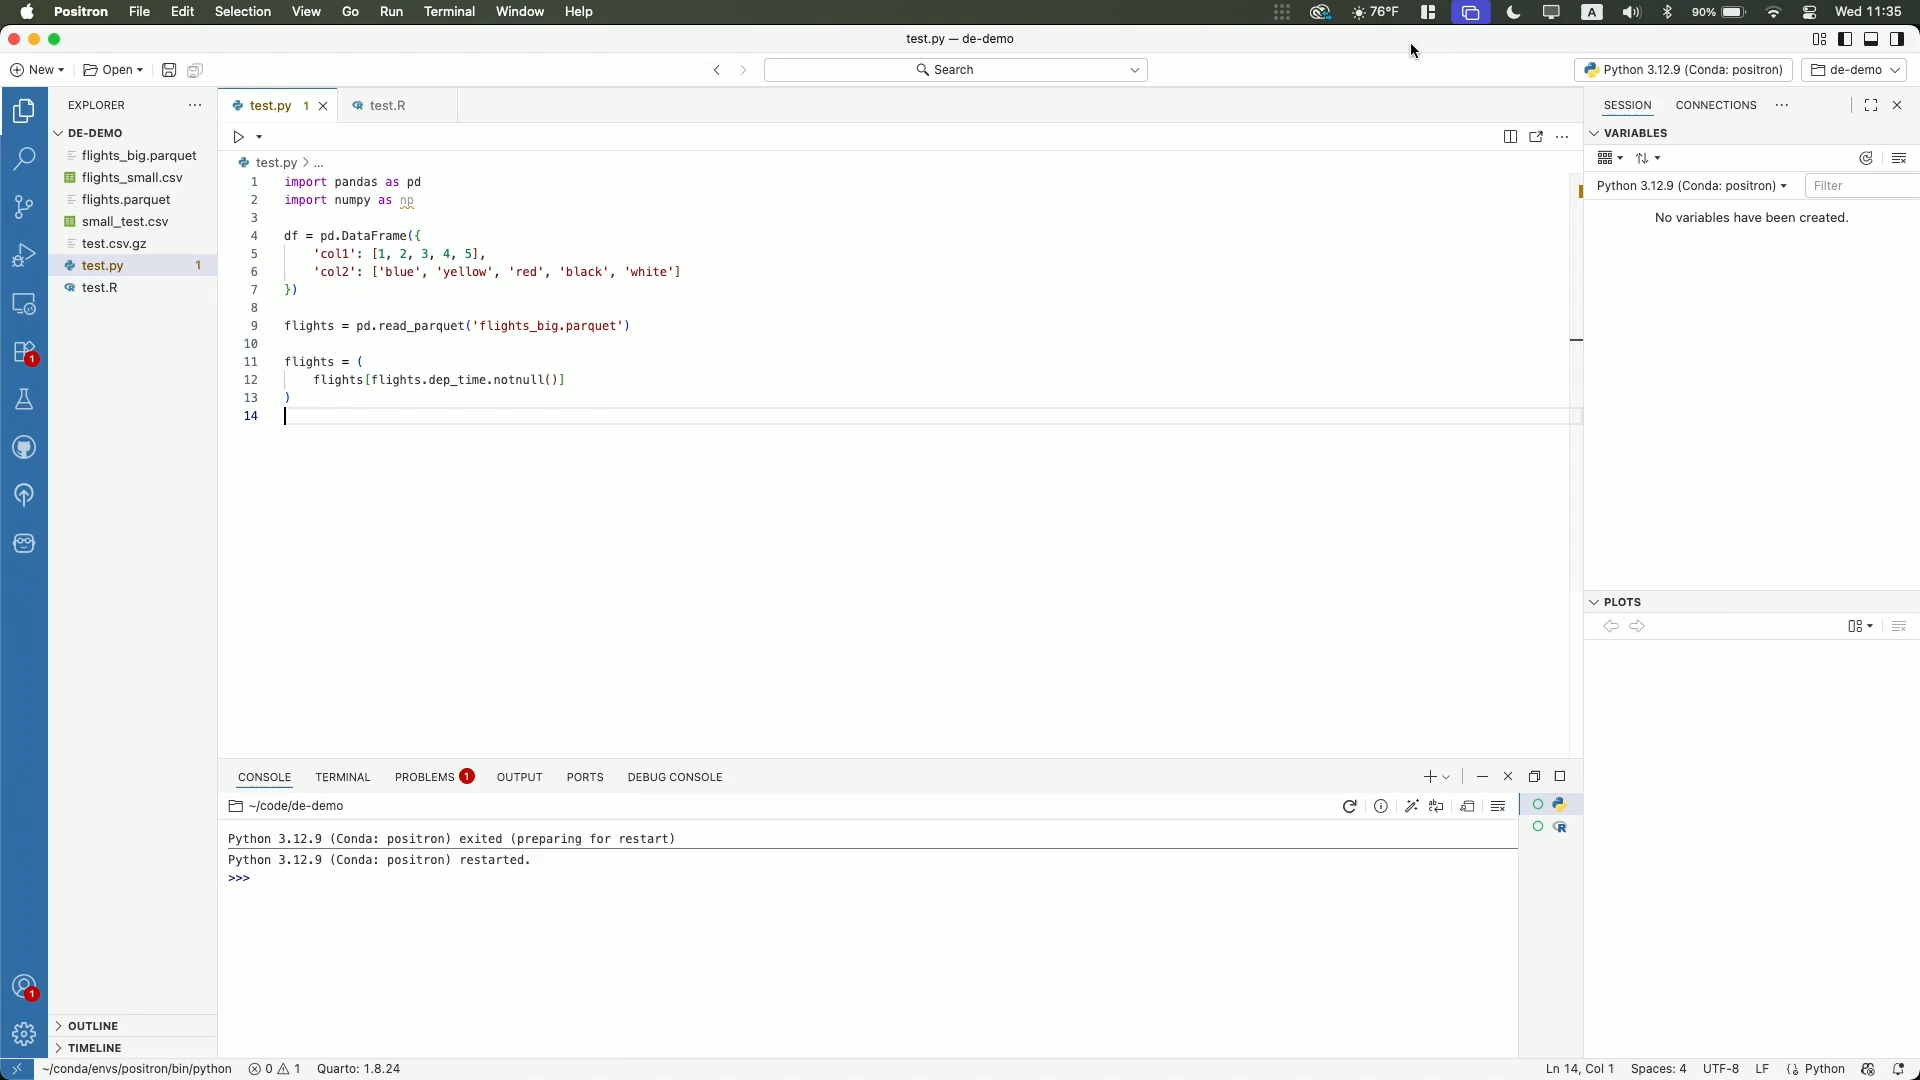 Positron File Edit Selection View Go Run Terminal Window Help 76°F A 90% Wed 11:35
test.py — de-demo
New Open Search Python 3.12.9 (Conda: positron) de-demo
EXPLORER
DE-DEMO
flights_big.parquet
flights_small.csv
flights.parquet
small_test.csv
test.csv.gz
test.py 1
test.R
OUTLINE
TIMELINE
1
1
test.py 1 test.R
test.py > ...
1 import pandas as pd
2 import numpy as np
3
4 df = pd.DataFrame({
5 'col1': [1, 2, 3, 4, 5],
6 'col2': ['blue', 'yellow', 'red', 'black', 'white']
7 })
8
9 flights = pd.read_parquet('flights_big.parquet')
10
11 flights = (
12 flights[flights.dep_time.notnull()]
13 )
14
CONSOLE TERMINAL PROBLEMS 1 OUTPUT PORTS DEBUG CONSOLE
~/code/de-demo
Python 3.12.9 (Conda: positron) exited (preparing for restart)
Python 3.12.9 (Conda: positron) restarted.
>>>
SESSION CONNECTIONS
VARIABLES
Python 3.12.9 (Conda: positron) Filter
No variables have been created.
PLOTS
~/conda/envs/positron/bin/python 0 1 Quarto: 1.8.24 Ln 14, Col 1 Spaces: 4 UTF-8 LF {} Python